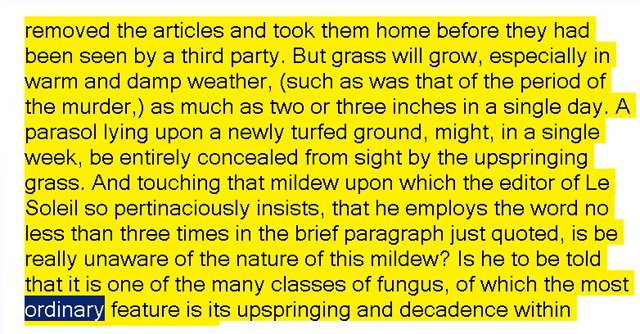 removed the articles and took them home before they had
been seen by a third party. But grass will grow, especially in
warm and damp weather, (such as was that of the period of
the murder,) as much as two or three inches in a single day. A
parasol lying upon a newly turfed ground, might, in a single
week, be entirely concealed from sight by the upspringing
grass. And touching that mildew upon which the editor of Le
Soleil so pertinaciously insists, that he employs the word no
less than three times in the brief paragraph just quoted, is be
really unaware of the nature of this mildew? Is he to be told
that it is one of the many classes of fungus, of which the most
ordinary feature is its upspringing and decadence within